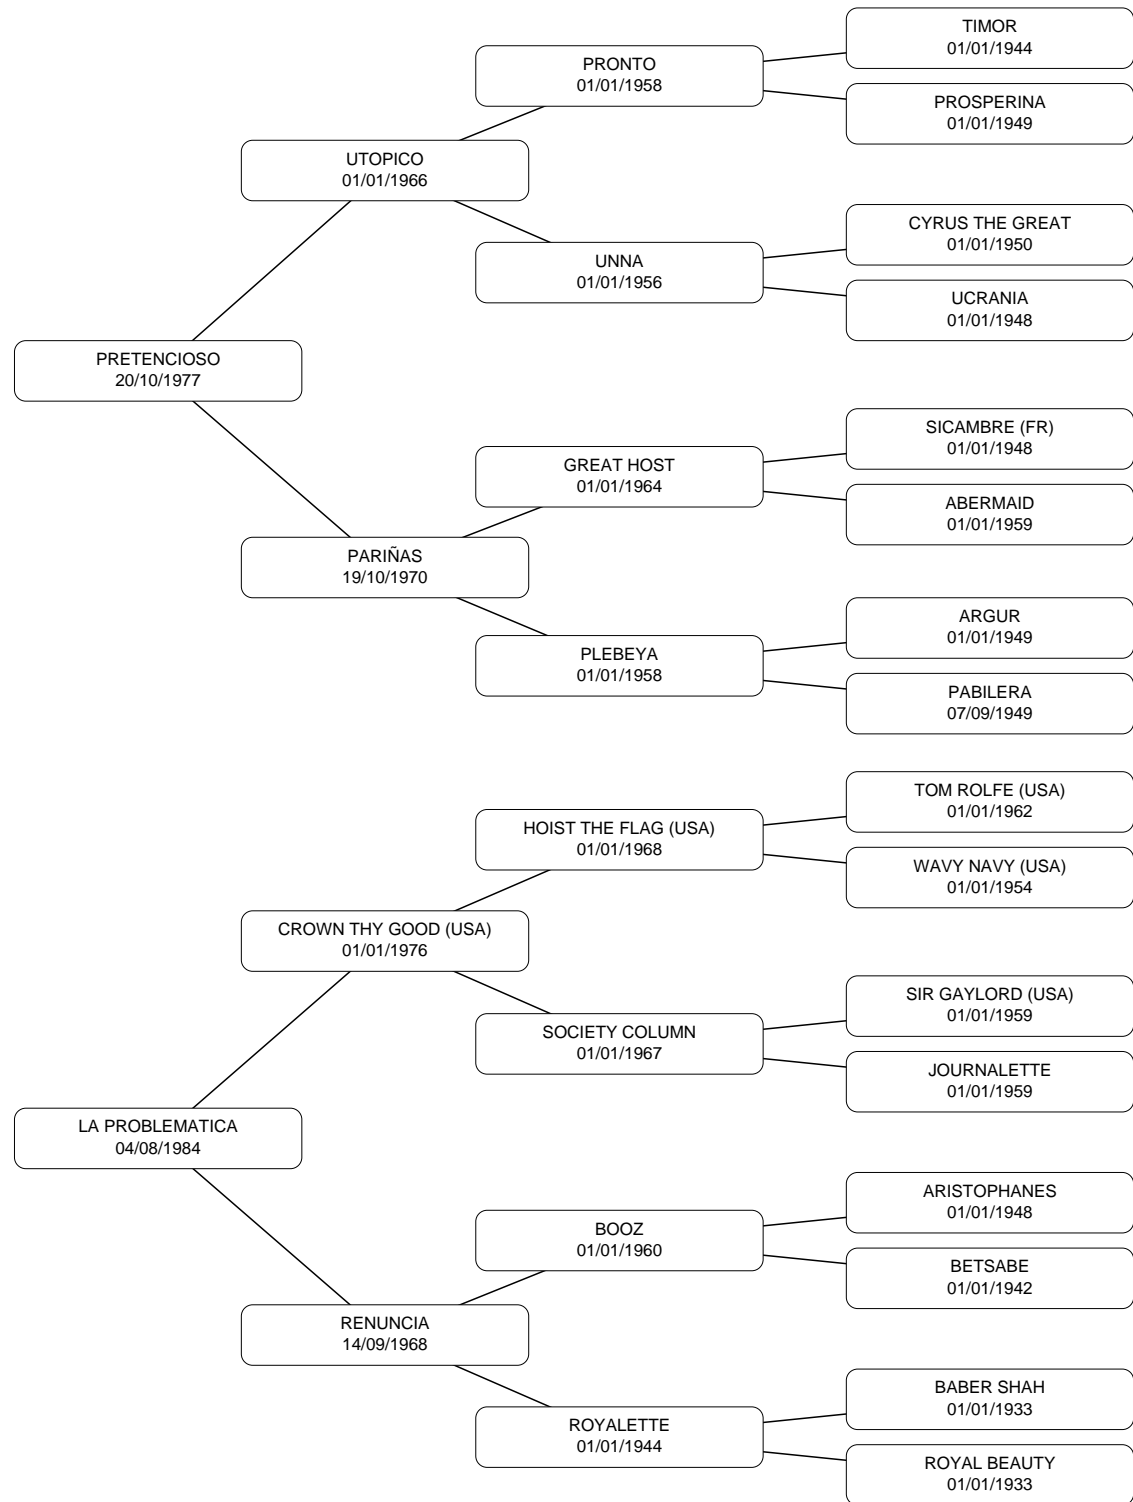 TIMOR
01/01/1944
PRONTO
01/01/1958
PROSPERINA
01/01/1949
UTOPICO
01/01/1966
CYRUS THE GREAT
01/01/1950
UNNA
01/01/1956
UCRANIA
01/01/1948
PRETENCIOSO
20/10/1977
SICAMBRE (FR)
01/01/1948
GREAT HOST
01/01/1964
ABERMAID
01/01/1959
PARIÑAS
19/10/1970
ARGUR
01/01/1949
PLEBEYA
01/01/1958
PABILERA
07/09/1949
TOM ROLFE (USA)
01/01/1962
HOIST THE FLAG (USA)
01/01/1968
WAVY NAVY (USA)
01/01/1954
CROWN THY GOOD (USA)
01/01/1976
SIR GAYLORD (USA)
01/01/1959
SOCIETY COLUMN
01/01/1967
JOURNALETTE
01/01/1959
LA PROBLEMATICA
04/08/1984
ARISTOPHANES
01/01/1948
BOOZ
01/01/1960
BETSABE
01/01/1942
RENUNCIA
14/09/1968
BABER SHAH
01/01/1933
ROYALETTE
01/01/1944
ROYAL BEAUTY
01/01/1933